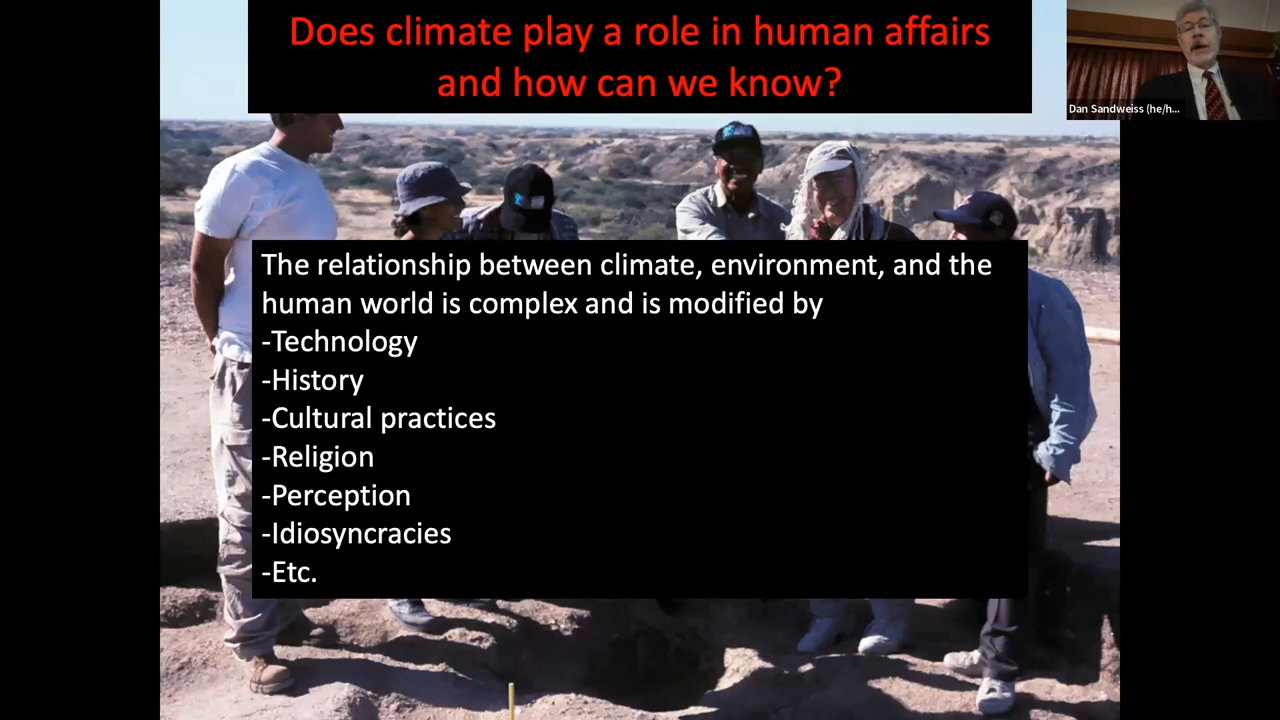 Does climate play a role in human affairs
and how can we know?
Dan Sandweiss (he/h...
The relationship between climate, environment, and the
human world is complex and is modified by
-Technology
-History
-Cultural practices
-Religion
-Perception
-Idiosyncracies
-Etc.